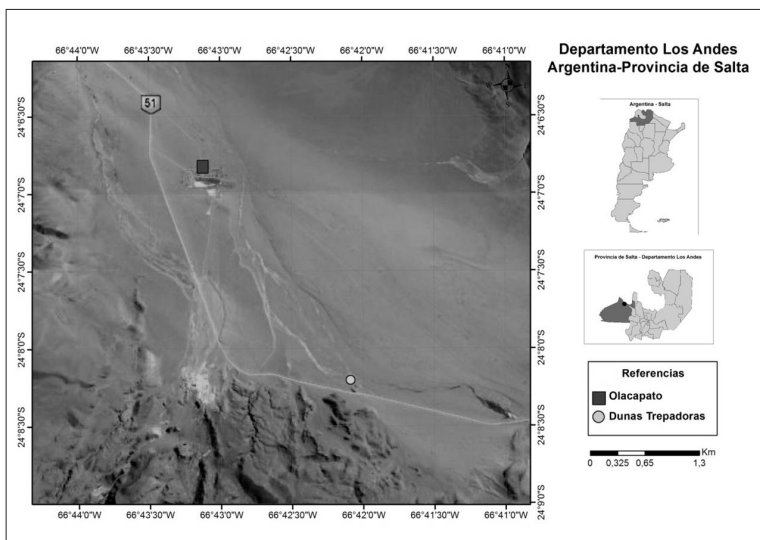 66°44'0"W 66°43'30"W 66°43'0"W 66°42'30"W 66°42'0"W 66°41'30"W 66°41'0"W
24°6'30"S
24°7'0"S
24°7'30"S
24°8'0"S
24°8'30"S
51
24°6'30"S
24°7'0"S
24°7'30"S
24°8'0"S
24°8'30"S
24°9'0"S
66°44'0"W 66°43'30"W 66°43'0"W 66°42'30"W 66°42'0"W 66°41'30"W 66°41'0"W
Departamento Los Andes
Argentina-Provincia de Salta
Argentina - Salta
Provincia de Salta - Departamento Los Andes
Referencias
Olacapato
Dunas Trepadoras
Km
0 0,325 0,65 1,3